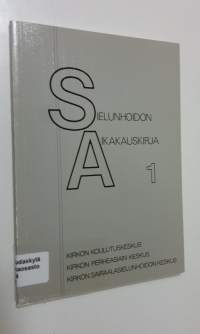 SIELUNHOIDON
AIKAKAUSKIRJA
1
KIRKON KOULUTUSKESKUS
KIRKON PERHEASIAIN KESKUS
KIRKON SAIRAALASIELUNHOIDON KESKUS